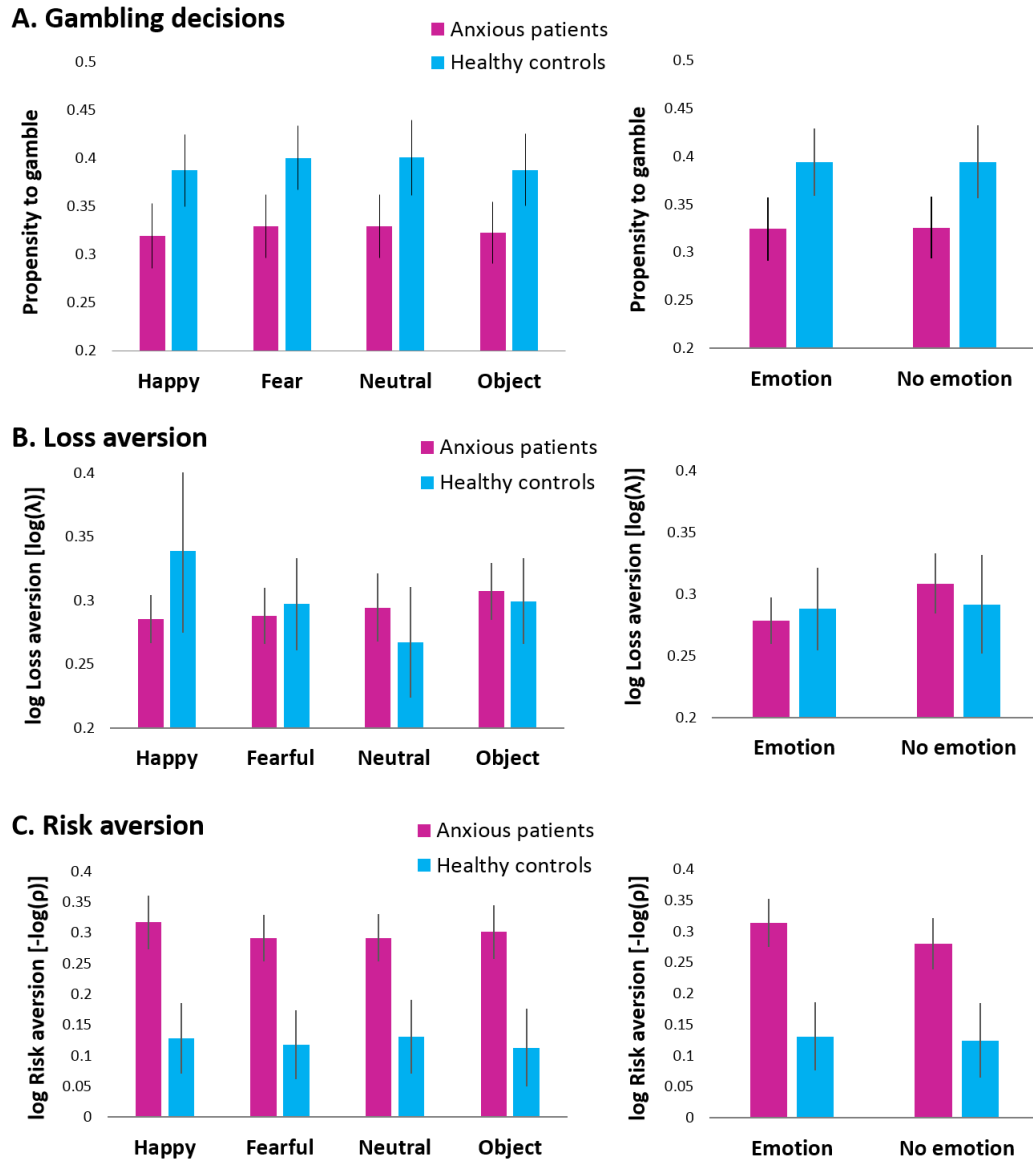 A. Gambling decisions
Anxious patients
Healthy controls
Propensity to gamble
0.5
0.45
0.4
0.35
0.3
0.25
0.2
Happy
Fear
Neutral
Object
Propensity to gamble
0.5
0.45
0.4
0.35
0.3
0.25
0.2
Emotion
No emotion
B. Loss aversion
Anxious patients
Healthy controls
log Loss aversion [log(λ)]
0.4
0.35
0.3
0.25
0.2
Happy
Fearful
Neutral
Object
log Loss aversion [log(λ)]
0.4
0.35
0.3
0.25
0.2
Emotion
No emotion
C. Risk aversion
Anxious patients
Healthy controls
log Risk aversion [-log(ρ)]
0.4
0.35
0.3
0.25
0.2
0.15
0.1
0.05
0
Happy
Fearful
Neutral
Object
log Risk aversion [-log(ρ)]
0.4
0.35
0.3
0.25
0.2
0.15
0.1
0.05
0
Emotion
No emotion